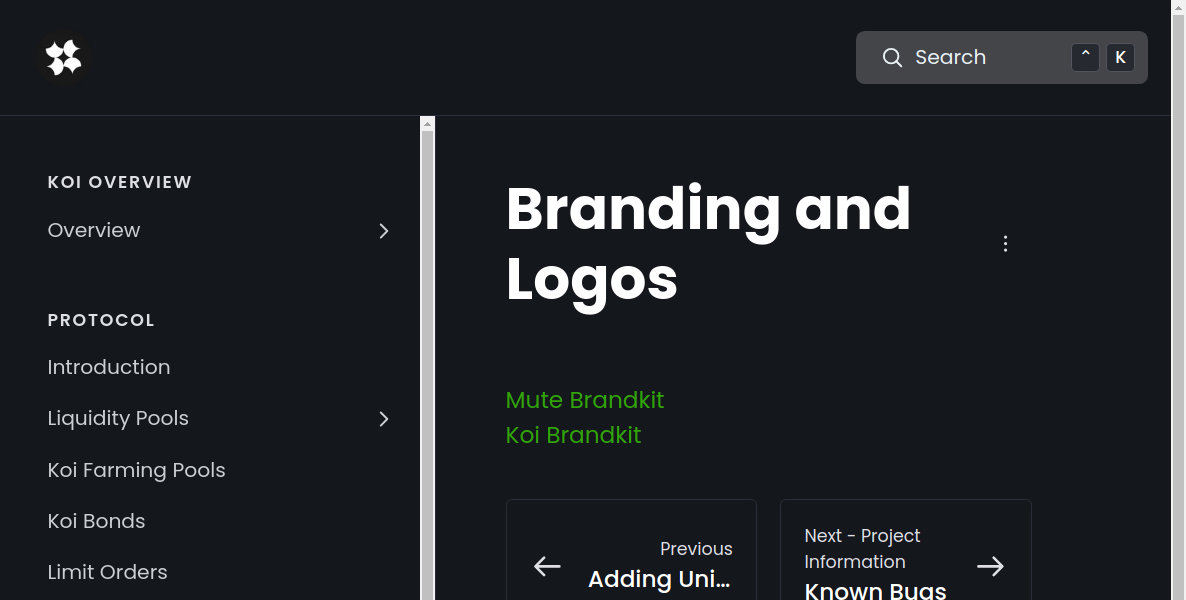 Search
^ K
KOI OVERVIEW
Overview
PROTOCOL
Introduction
Liquidity Pools
Koi Farming Pools
Koi Bonds
Limit Orders
Branding and
Logos
Mute Brandkit
Koi Brandkit
Previous
Adding Uni...
Next - Project
Information
Known Bugs